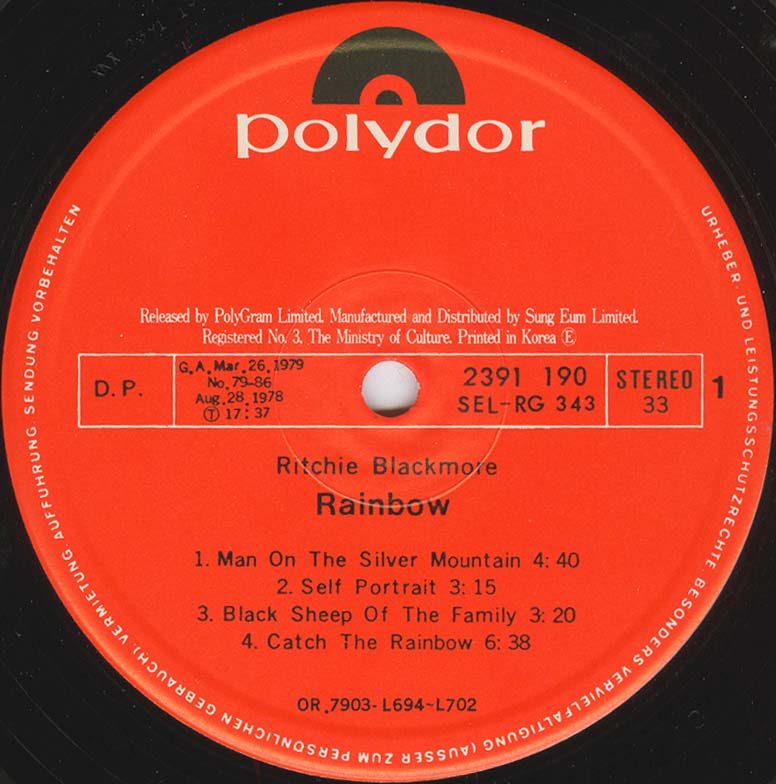 polydor
Released by PolyGram Limited. Manufactured and Distributed by Sung Eum Limited.
Registered No. 3, The Ministry of Culture. Printed in Korea Ⓔ
D.P.
G.A. Mar. 26. 1979
No. 79-86
Aug. 28. 1978
Ⓣ 17:37
2391 190
SEL-RG 343
STEREO
33
1
Ritchie Blackmore
Rainbow
1. Man On The Silver Mountain 4:40
2. Self Portrait 3:15
3. Black Sheep Of The Family 3:20
4. Catch The Rainbow 6:38
OR.7903-L694~L702
URHEBER- UND LEISTUNGSSCHUTZRECHTE. BESONDERS VERVIELFALTIGUNG (AUSSER ZUM PERSONLICHEN GEBRAUCH), VERMIETUNG. AUFFUHRUNG. SENDUNG VORBEHALTEN